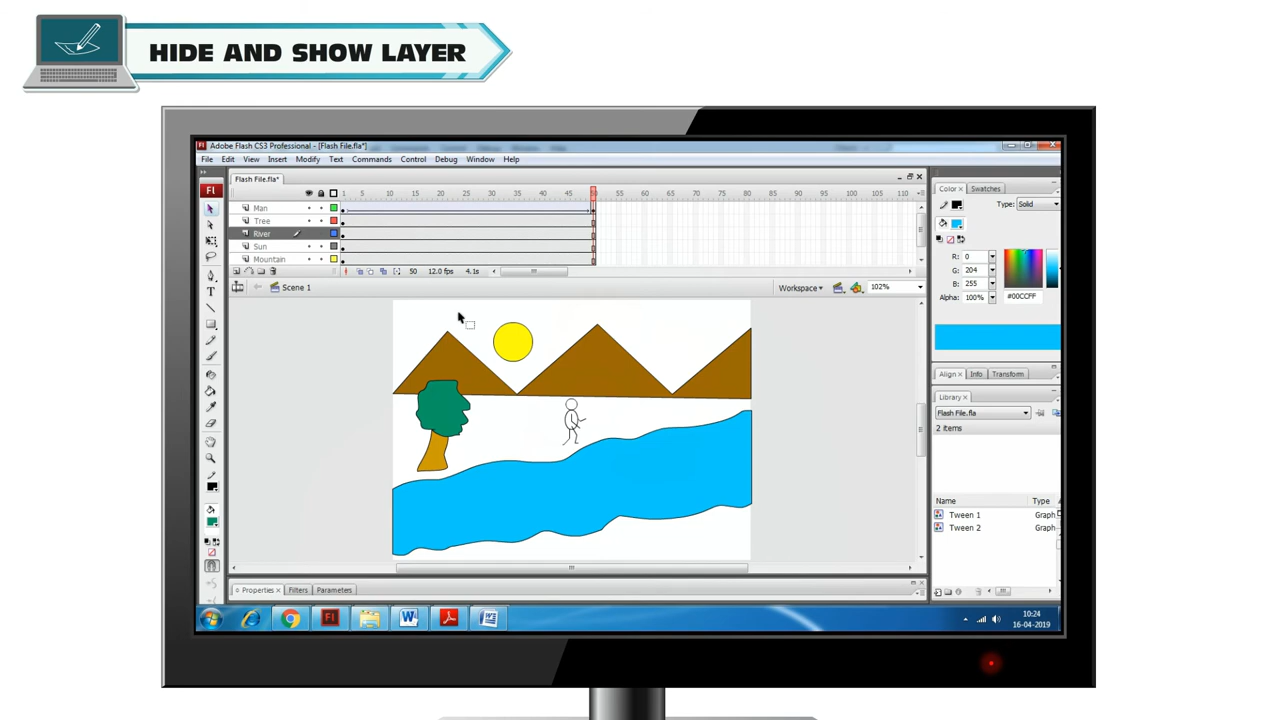 HIDE AND SHOW LAYER
Adobe Flash CS3 Professional - [Flash File.fla*]
File Edit View Insert Modify Text Commands Control Debug Window Help
Flash File.fla*
1 5 10 15 20 25 30 35 40 45 50 55 60 65 70 75 80 85 90 95 100 105 110
Man
Tree
River
Sun
Mountain
50 12.0 fps 4.1s
Scene 1
Workspace
102%
Color Swatches
Type: Solid
R: 0
G: 204
B: 255
Alpha: 100%
#00CCFF
Align Info Transform
Library
Flash File.fla
2 items
Name Type
Tween 1 Graph
Tween 2 Graph
Properties Filters Parameters
10:24
16-04-2019